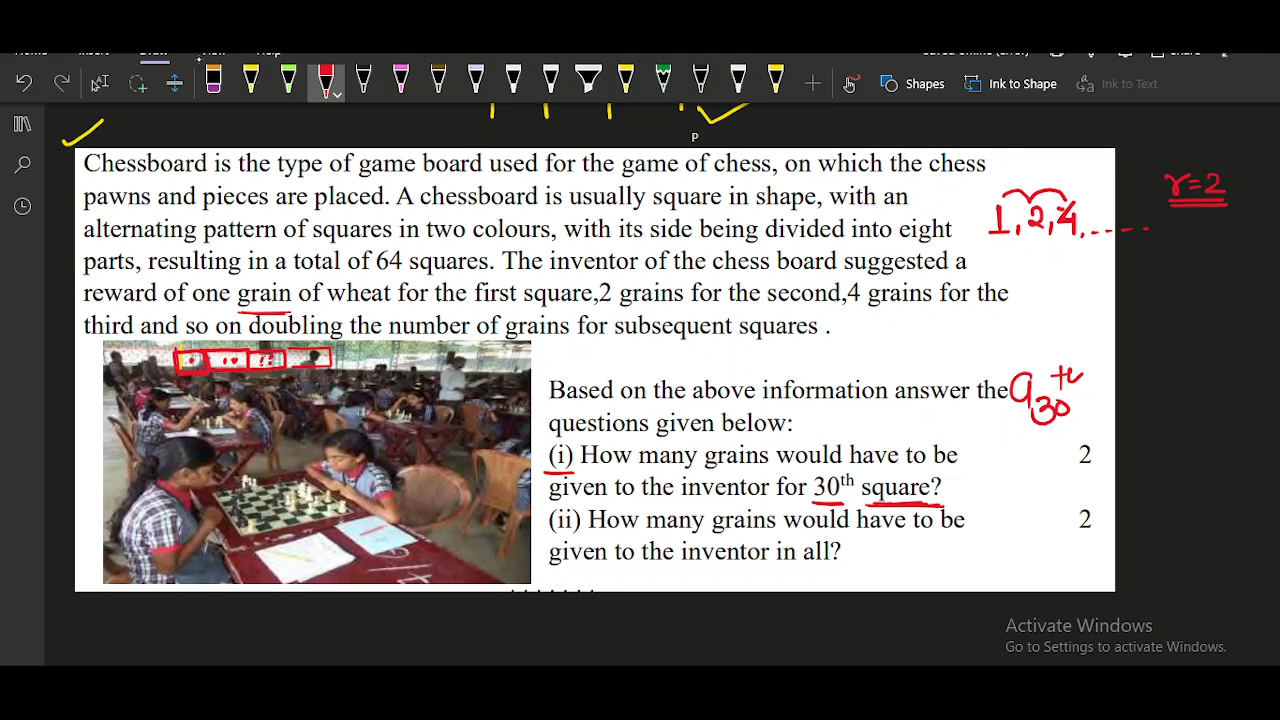 Shapes
Ink to Shape
Ink to Text
P
Chessboard is the type of game board used for the game of chess, on which the chess
pawns and pieces are placed. A chessboard is usually square in shape, with an
alternating pattern of squares in two colours, with its side being divided into eight
parts, resulting in a total of 64 squares. The inventor of the chess board suggested a
reward of one grain of wheat for the first square,2 grains for the second,4 grains for the
third and so on doubling the number of grains for subsequent squares .
1, 2, 4, .....
r=2
Based on the above information answer the
questions given below:
a30th
(i) How many grains would have to be 2
given to the inventor for 30th square?
(ii) How many grains would have to be 2
given to the inventor in all?
Activate Windows
Go to Settings to activate Windows.